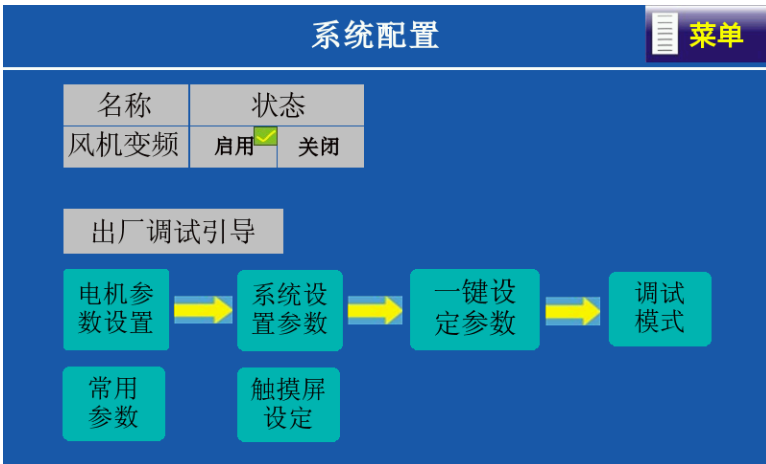 系统配置
菜单
名称 状态
风机变频 启用 关闭
出厂调试引导
电机参
数设置
系统设
置参数
一键设
定参数
调试
模式
常用
参数
触摸屏
设定